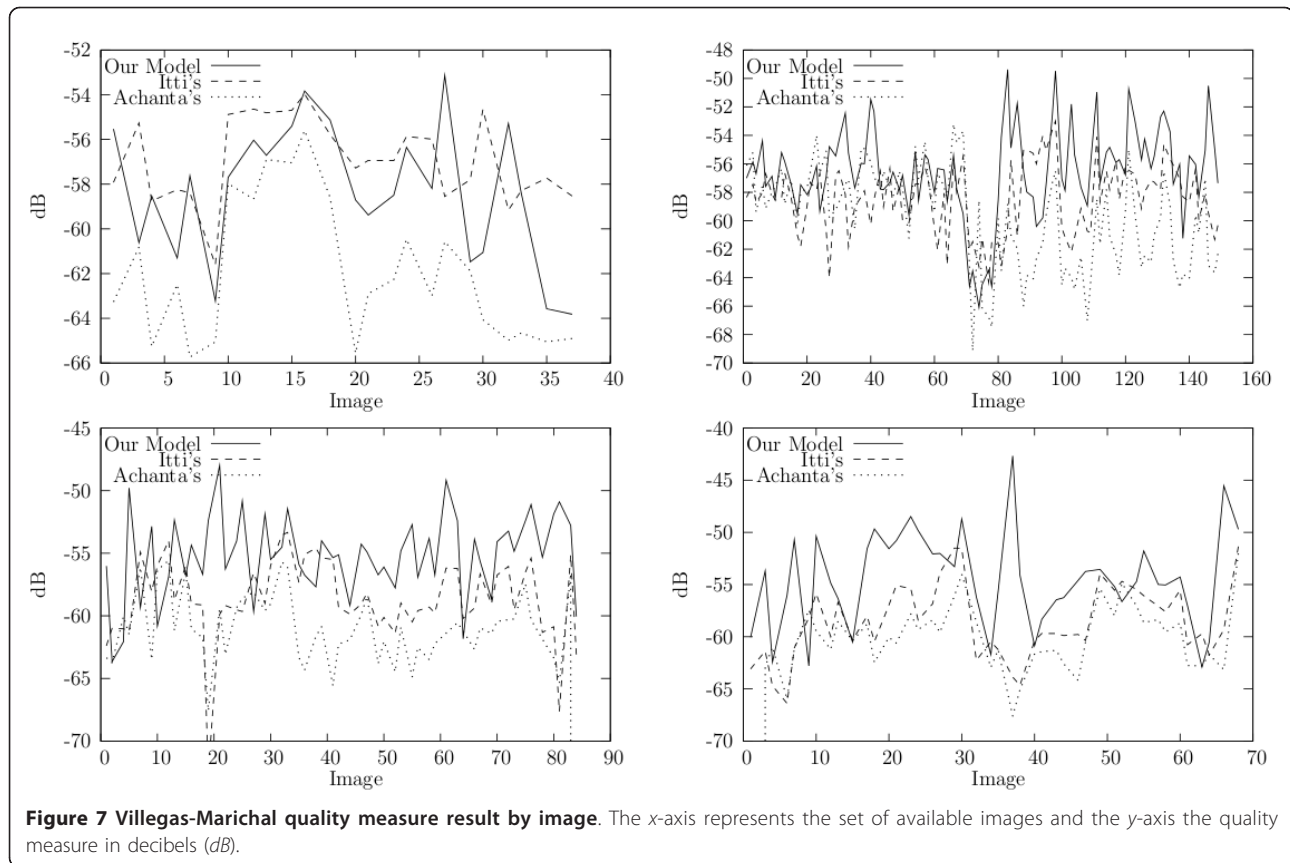 -52
-54
-56
-58
-60
-62
-64
-66
dB
Our Model
Itti's
Achanta's
0 5 10 15 20 25 30 35 40
Image
-48
-50
-52
-54
-56
-58
-60
-62
-64
-66
-68
-70
dB
Our Model
Itti's
Achanta's
0 20 40 60 80 100 120 140 160
Image
-45
-50
-55
-60
-65
-70
dB
Our Model
Itti's
Achanta's
0 10 20 30 40 50 60 70 80 90
Image
-40
-45
-50
-55
-60
-65
-70
dB
Our Model
Itti's
Achanta's
0 10 20 30 40 50 60 70
Image
Figure 7 Villegas-Marichal quality measure result by image. The x-axis represents the set of available images and the y-axis the quality
measure in decibels (dB).